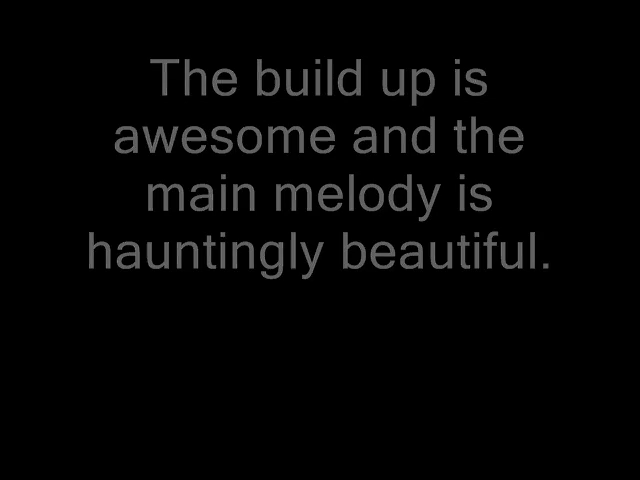 The build up is
awesome and the
main melody is
hauntingly beautiful.